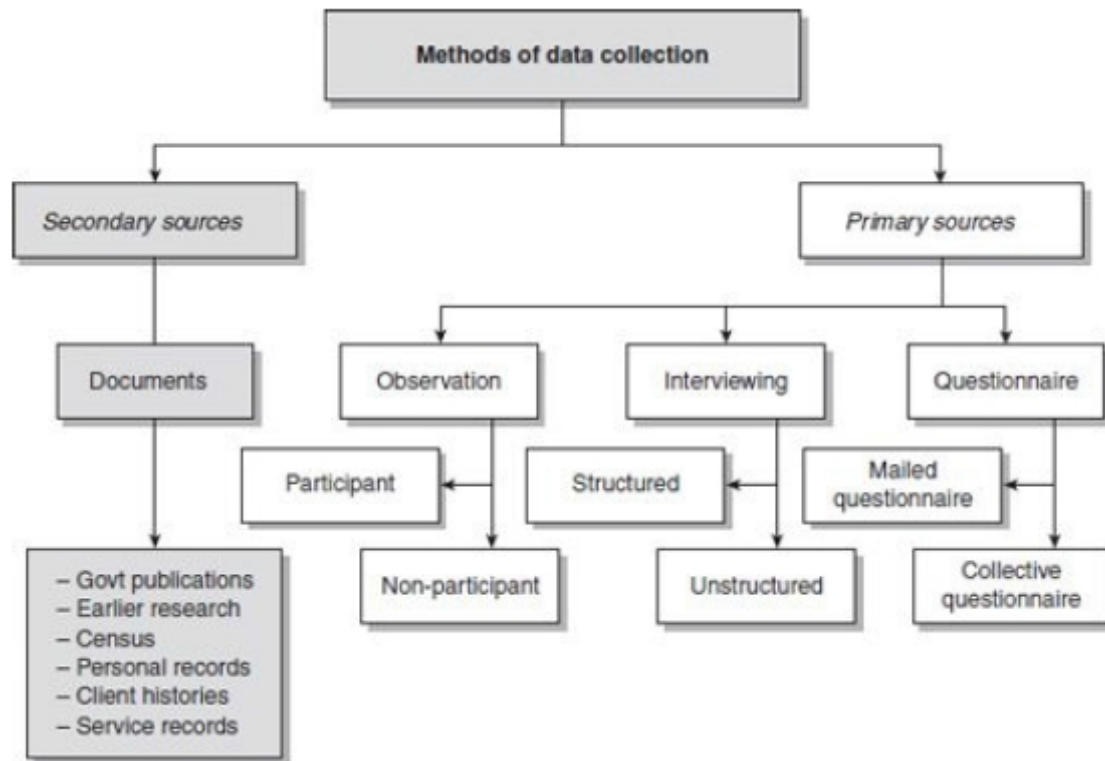 Methods of data collection
Secondary sources
Primary sources
Documents
Observation
Interviewing
Questionnaire
Participant
Structured
Mailed
questionnaire
– Govt publications
– Earlier research
– Census
– Personal records
– Client histories
– Service records
Non-participant
Unstructured
Collective
questionnaire